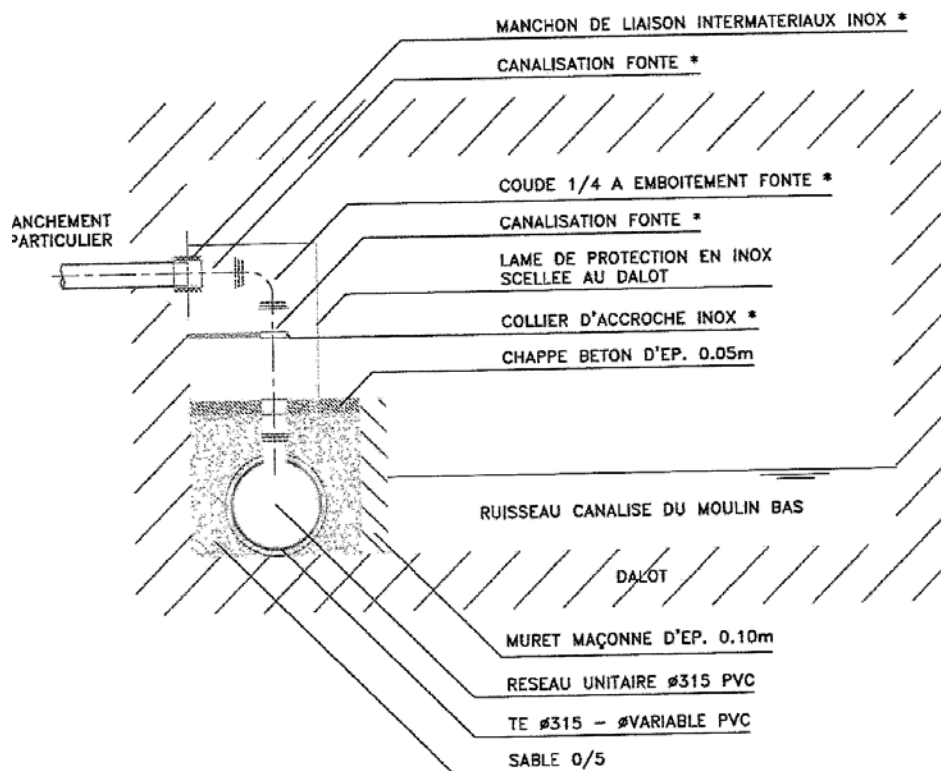 MANCHON DE LIAISON INTERMATERIAUX INOX *
CANALISATION FONTE *
COUDE 1/4 A EMBOITEMENT FONTE *
ANCHEMENT
PARTICULIER
CANALISATION FONTE *
LAME DE PROTECTION EN INOX
SCELLEE AU DALOT
COLLIER D'ACCROCHE INOX *
CHAPPE BETON D'EP. 0.05m
RUISSEAU CANALISE DU MOULIN BAS
DALOT
MURET MAÇONNE D'EP. 0.10m
RESEAU UNITAIRE ø315 PVC
TE ø315 - øVARIABLE PVC
SABLE 0/5